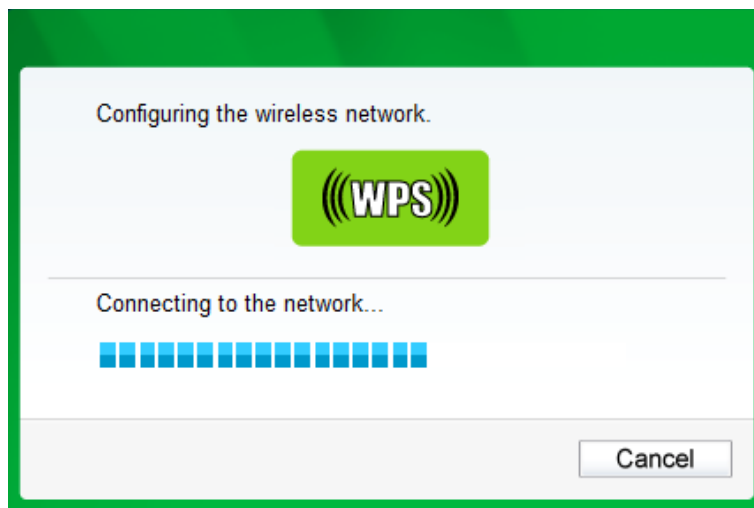 Configuring the wireless network.
(((WPS)))
Connecting to the network...
Cancel